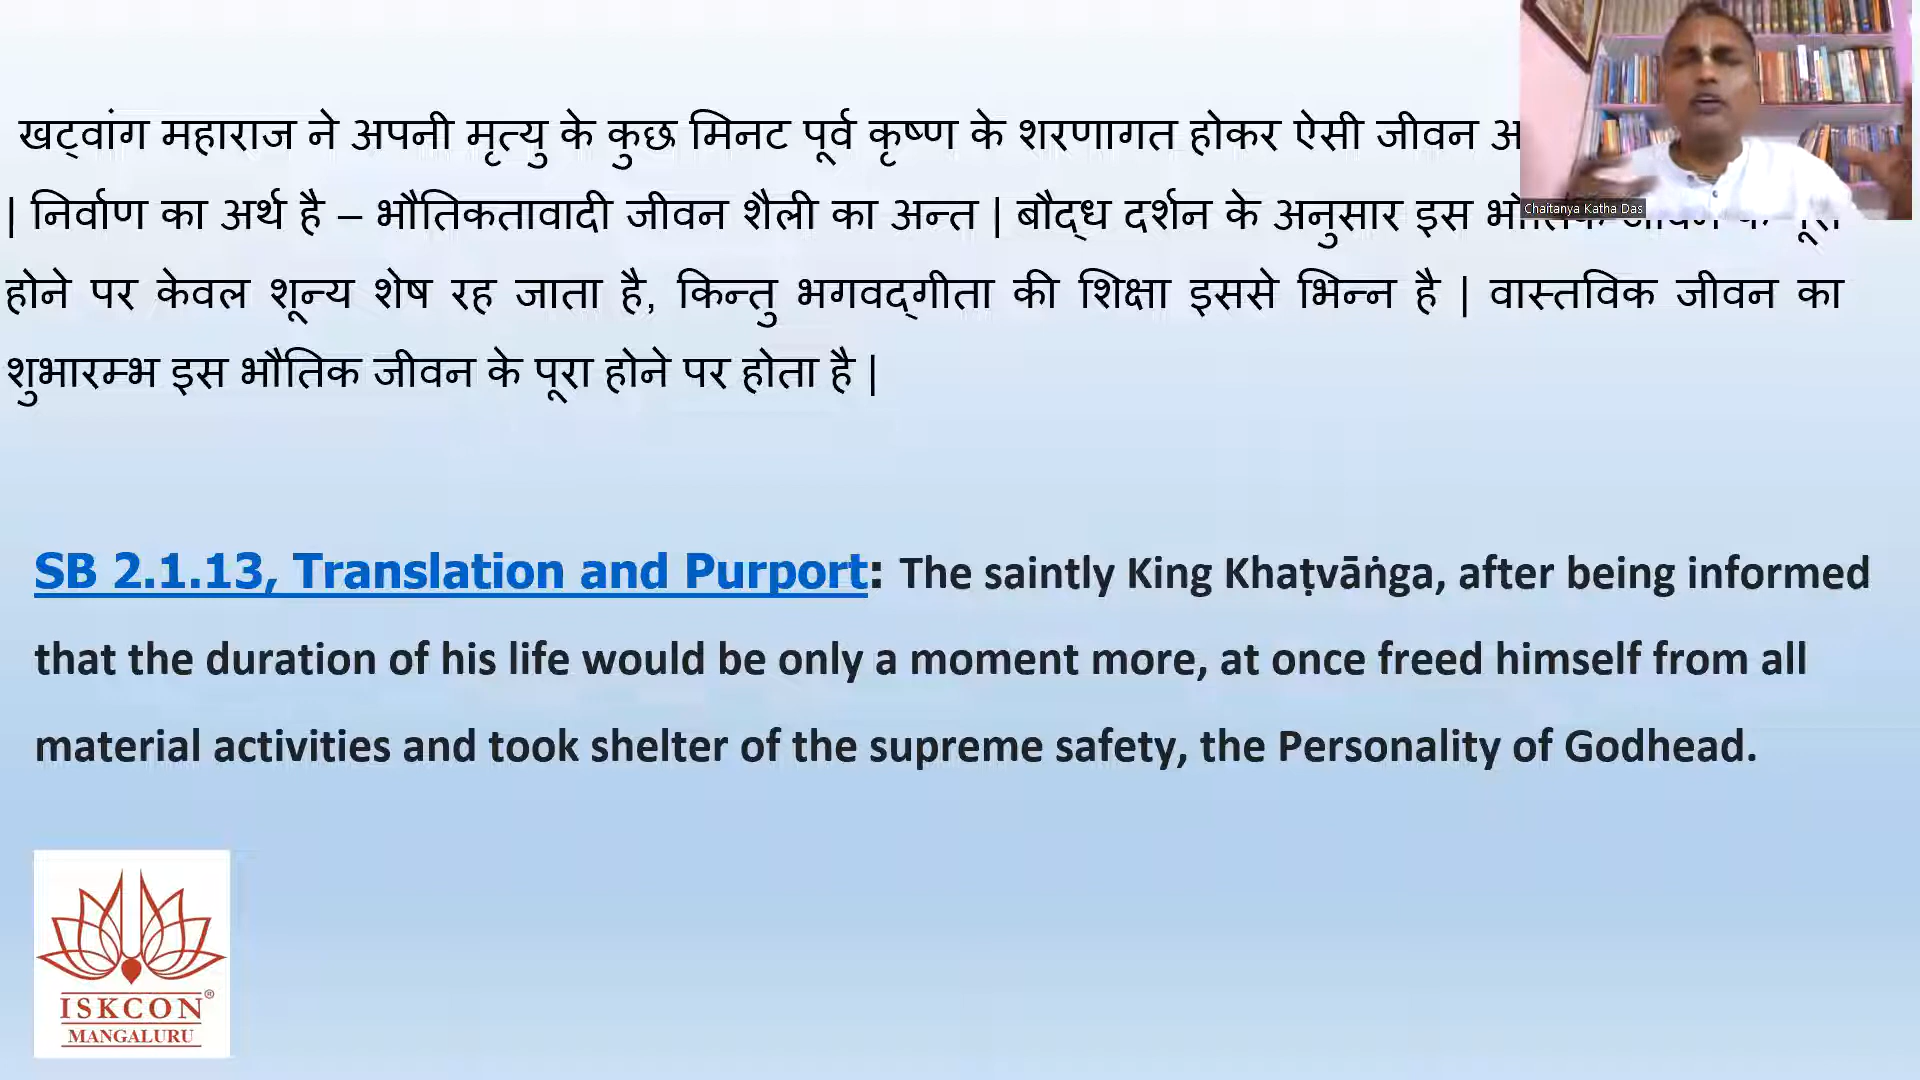 खट्वांग महाराज ने अपनी मृत्यु के कुछ मिनट पूर्व कृष्ण के शरणागत होकर ऐसी जीवन
| निर्वाण का अर्थ है – भौतिकतावादी जीवन शैली का अन्त | बौद्ध दर्शन के अनुसार इस
होने पर केवल शून्य शेष रह जाता है, किन्तु भगवद्गीता की शिक्षा इससे भिन्न है | वास्तविक जीवन का
शुभारम्भ इस भौतिक जीवन के पूरा होने पर होता है |
Chaitanya Katha Das
SB 2.1.13, Translation and Purport: The saintly King Khaṭvāṅga, after being informed
that the duration of his life would be only a moment more, at once freed himself from all
material activities and took shelter of the supreme safety, the Personality of Godhead.
ISKCON®
MANGALURU